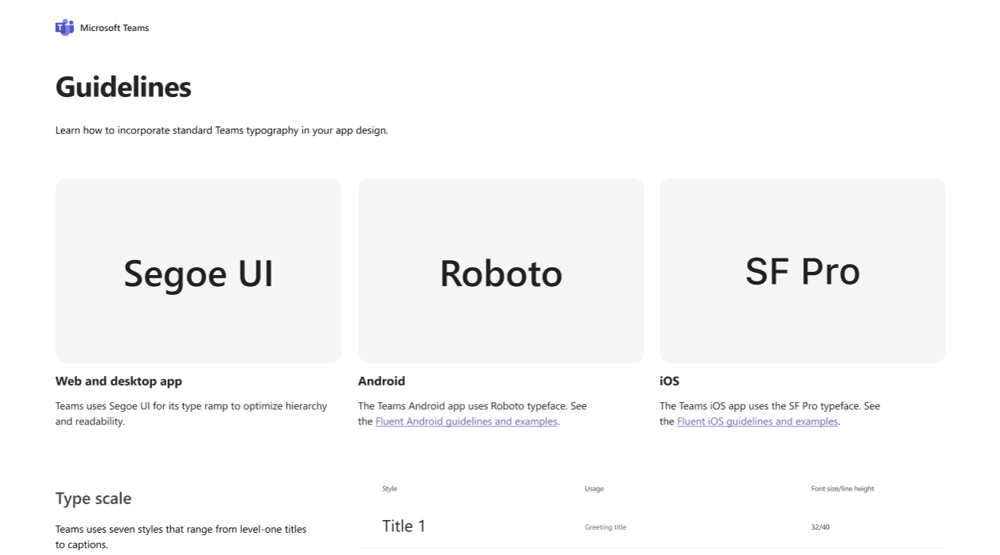 Microsoft Teams
Guidelines
Learn how to incorporate standard Teams typography in your app design.
Segoe UI
Roboto
SF Pro
Web and desktop app
Teams uses Segoe UI for its type ramp to optimize hierarchy
and readability.
Android
The Teams Android app uses Roboto typeface. See
the Fluent Android guidelines and examples.
iOS
The Teams iOS app uses the SF Pro typeface. See
the Fluent iOS guidelines and examples.
Type scale
Teams uses seven styles that range from level-one titles
to captions.
Style Usage Font size/line height
Title 1 Greeting title 32/40